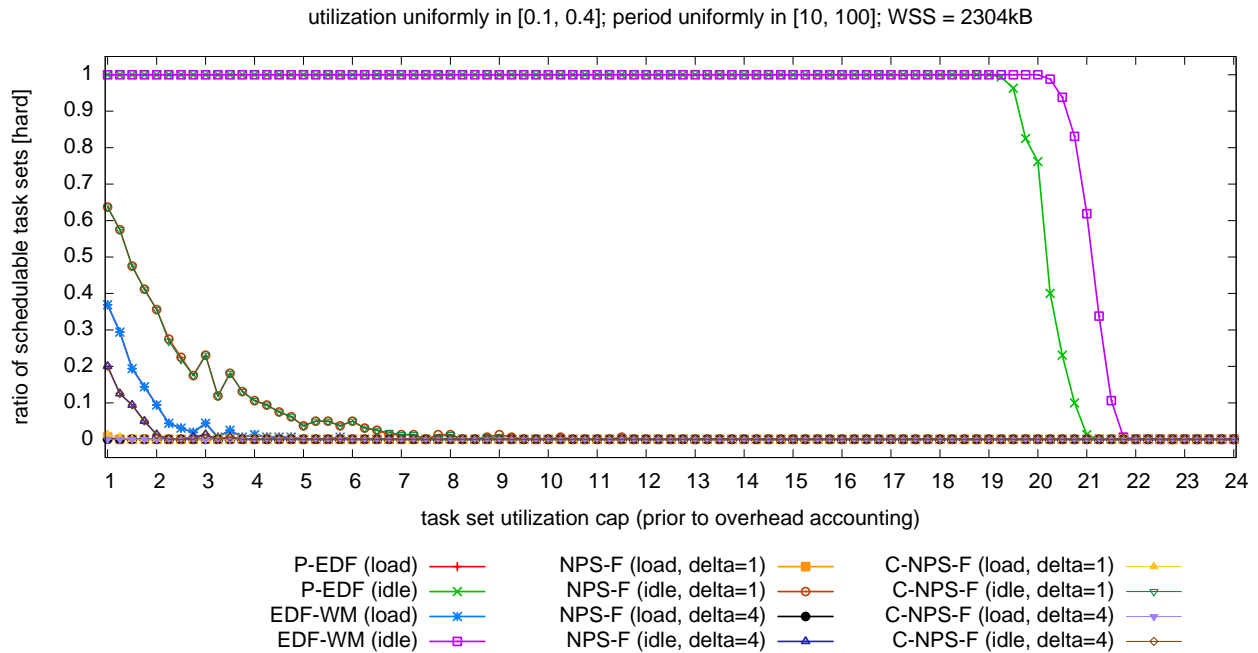 utilization uniformly in [0.1, 0.4]; period uniformly in [10, 100]; WSS = 2304kB
ratio of schedulable task sets [hard]
1
0.9
0.8
0.7
0.6
0.5
0.4
0.3
0.2
0.1
0
1 2 3 4 5 6 7 8 9 10 11 12 13 14 15 16 17 18 19 20 21 22 23 24
task set utilization cap (prior to overhead accounting)
P-EDF (load)
P-EDF (idle)
EDF-WM (load)
EDF-WM (idle)
NPS-F (load, delta=1)
NPS-F (idle, delta=1)
NPS-F (load, delta=4)
NPS-F (idle, delta=4)
C-NPS-F (load, delta=1)
C-NPS-F (idle, delta=1)
C-NPS-F (load, delta=4)
C-NPS-F (idle, delta=4)